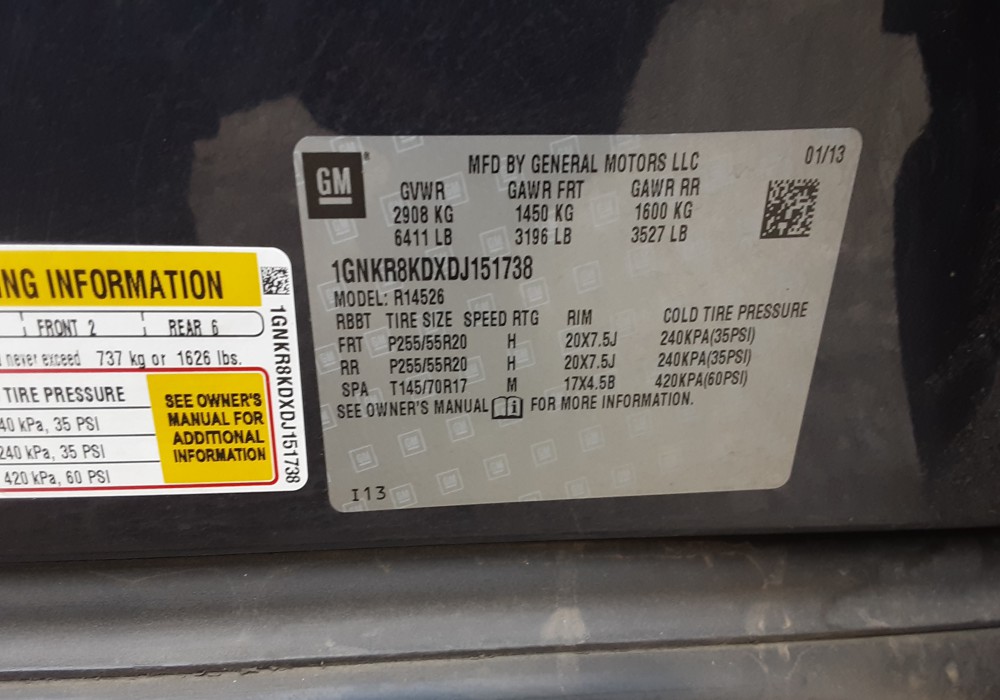 NG INFORMATION
FRONT 2 REAR 6
never exceed 737 kg or 1626 lbs.
TIRE PRESSURE
40 kPa, 35 PSI
240 kPa, 35 PSI
420 kPa, 60 PSI
SEE OWNER'S
MANUAL FOR
ADDITIONAL
INFORMATION
1GNKR8KDXDJ151738
GM
MFD BY GENERAL MOTORS LLC 01/13
GVWR GAWR FRT GAWR RR
2908 KG 1450 KG 1600 KG
6411 LB 3196 LB 3527 LB
1GNKR8KDXDJ151738
MODEL: R14526
RBBT TIRE SIZE SPEED RTG RIM COLD TIRE PRESSURE
FRT P255/55R20 H 20X7.5J 240KPA(35PSI)
RR P255/55R20 H 20X7.5J 240KPA(35PSI)
SPA T145/70R17 M 17X4.5B 420KPA(60PSI)
SEE OWNER'S MANUAL FOR MORE INFORMATION.
I13